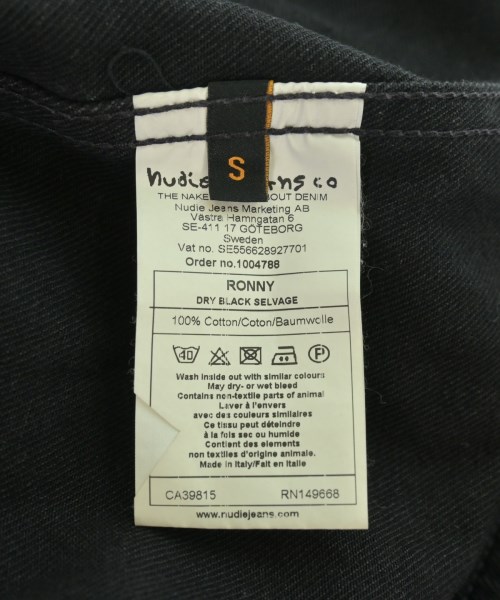 S
nudie jeans co
THE NAKED ABOUT DENIM
Nudie Jeans Marketing AB
Västra Hamngatan 6
SE-411 17 GÖTEBORG
Sweden
Vat no. SE556628927701
Order no.1004788
RONNY
DRY BLACK SELVAGE
100% Cotton/Coton/Baumwolle
40 P
Wash inside out with similar colours
May dry- or wet bleed
Contains non-textile parts of animal
Laver à l'envers
avec des couleurs similaires
Ce tissu peut déteindre
à la fois sec ou humide
Contient des elements
non textiles d'origine animale.
Made in Italy/Fait en Italie
CA39815 RN149668
www.nudiejeans.com